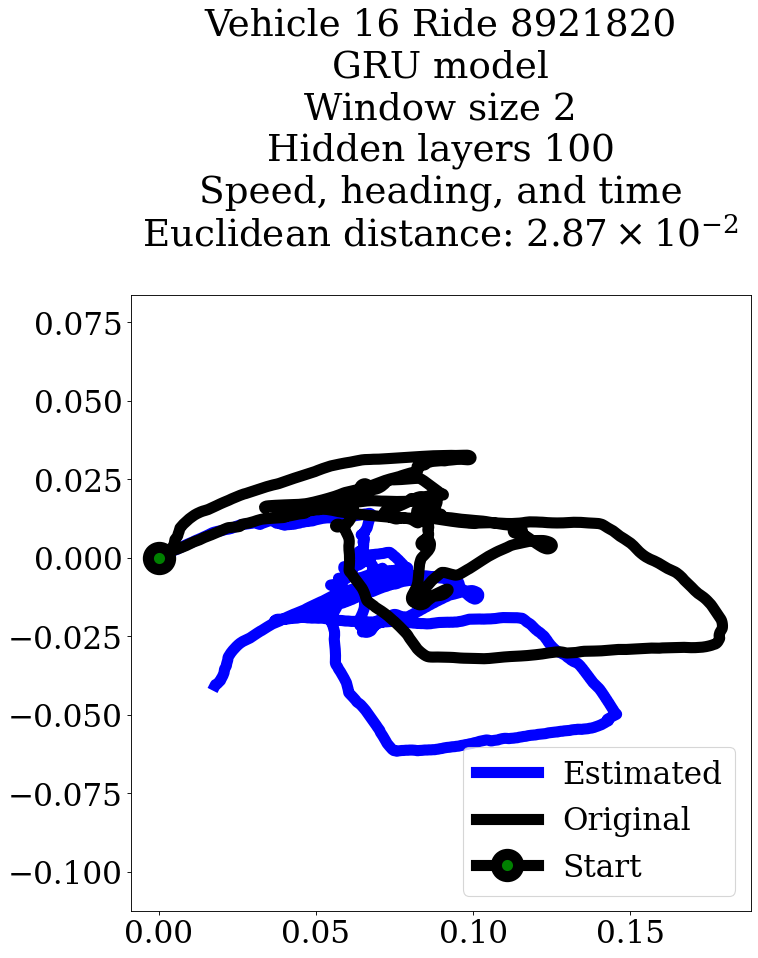 Vehicle 16 Ride 8921820
GRU model
Window size 2
Hidden layers 100
Speed, heading, and time
Euclidean distance: 2.87 × 10⁻²
0.075
0.050
0.025
0.000
−0.025
−0.050
−0.075
−0.100
0.00 0.05 0.10 0.15
Estimated
Original
Start